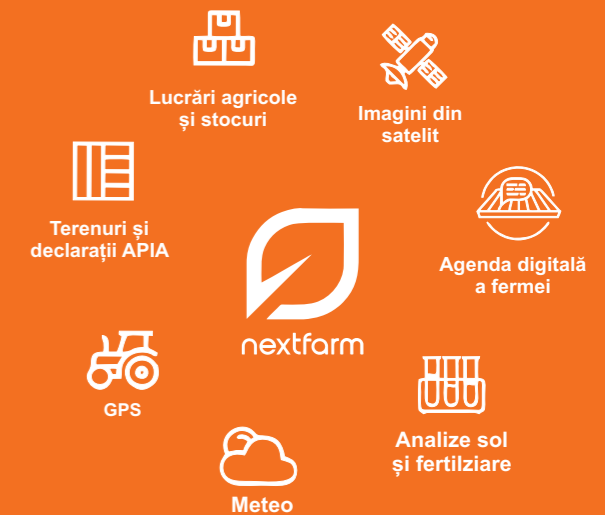 Lucrări agricole
și stocuri
Imagini din
satelit
Terenuri și
declarații APIA
Agenda digitală
a fermei
nextfarm
GPS
Analize sol
și fertilziare
Meteo